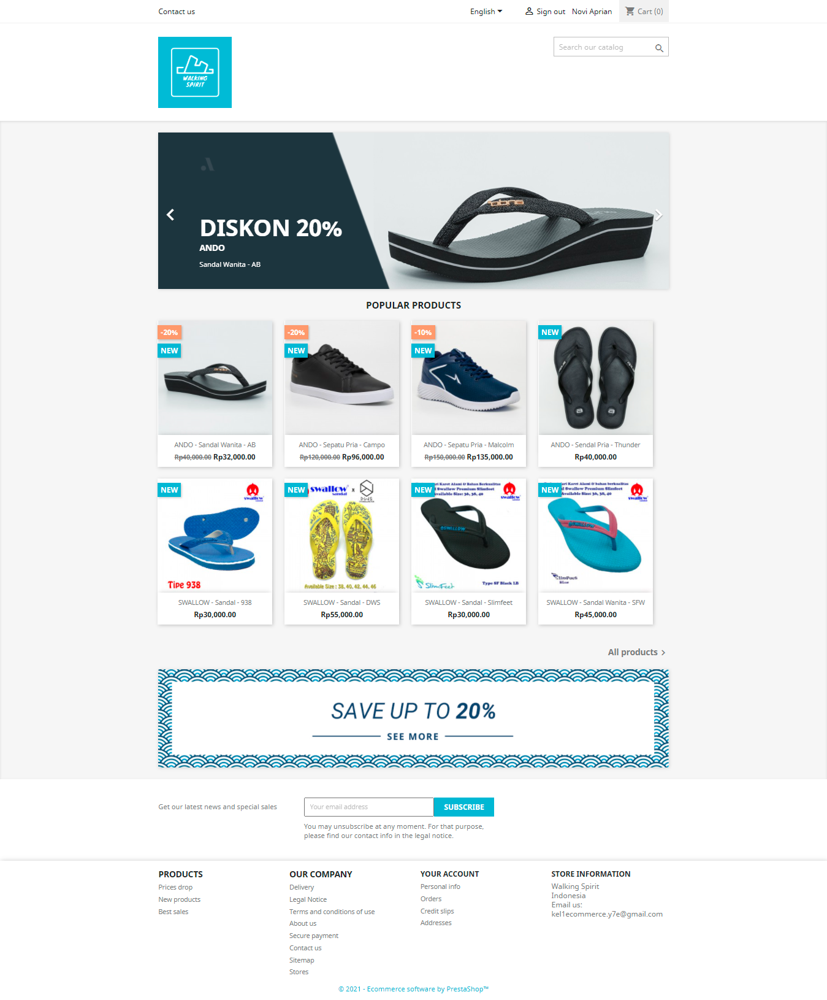 Contact us
English
Sign out
Novi Aprian
Cart (0)
WALKING
SPIRIT
Search our catalog
DISKON 20%
ANDO
Sandal Wanita - AB
POPULAR PRODUCTS
-20%
NEW
-20%
NEW
-10%
NEW
NEW
ANDO - Sandal Wanita - AB
Rp40,000.00 Rp32,000.00
ANDO - Sepatu Pria - Campo
Rp120,000.00 Rp96,000.00
ANDO - Sepatu Pria - Malcolm
Rp150,000.00 Rp135,000.00
ANDO - Sendal Pria - Thunder
Rp40,000.00
NEW
swallow
sandal
Tipe 938
NEW
swallow x DWS
sandal
Available Size : 38, 40, 42, 44, 46
NEW
ari Karet Alami & Bahan Berkualitas
Swallow Premium Slimfeet
Available Size: 36, 38, 40
swallow
SWALLOW
SlimFeet
Type SF Black LB
NEW
ari Karet Alami & bahan berkualitas
Swallow Premium Slimfeet
Available Size: 36, 38, 40
swallow
SWALLOW
Blue
SWALLOW - Sandal - 938
Rp30,000.00
SWALLOW - Sandal - DWS
Rp55,000.00
SWALLOW - Sandal - Slimfeet
Rp30,000.00
SWALLOW - Sandal Wanita - SFW
Rp45,000.00
All products
SAVE UP TO 20%
SEE MORE
Get our latest news and special sales
Your email address
SUBSCRIBE
You may unsubscribe at any moment. For that purpose,
please find our contact info in the legal notice.
PRODUCTS
Prices drop
New products
Best sales
OUR COMPANY
Delivery
Legal Notice
Terms and conditions of use
About us
Secure payment
Contact us
Sitemap
Stores
YOUR ACCOUNT
Personal info
Orders
Credit slips
Addresses
STORE INFORMATION
Walking Spirit
Indonesia
Email us:
kel1ecommerce.y7e@gmail.com
© 2021 - Ecommerce software by PrestaShop™